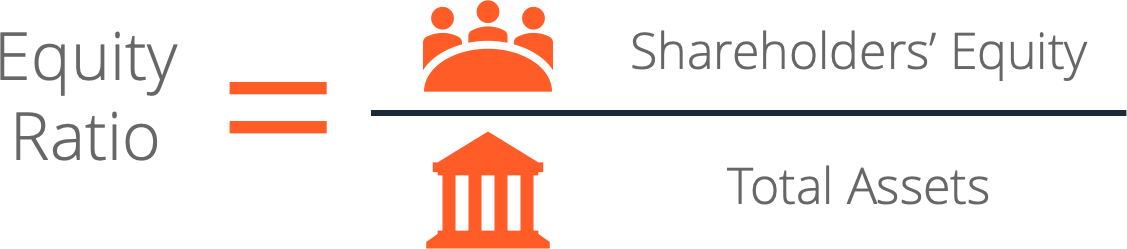 Equity
Ratio
=
Shareholders’ Equity
Total Assets